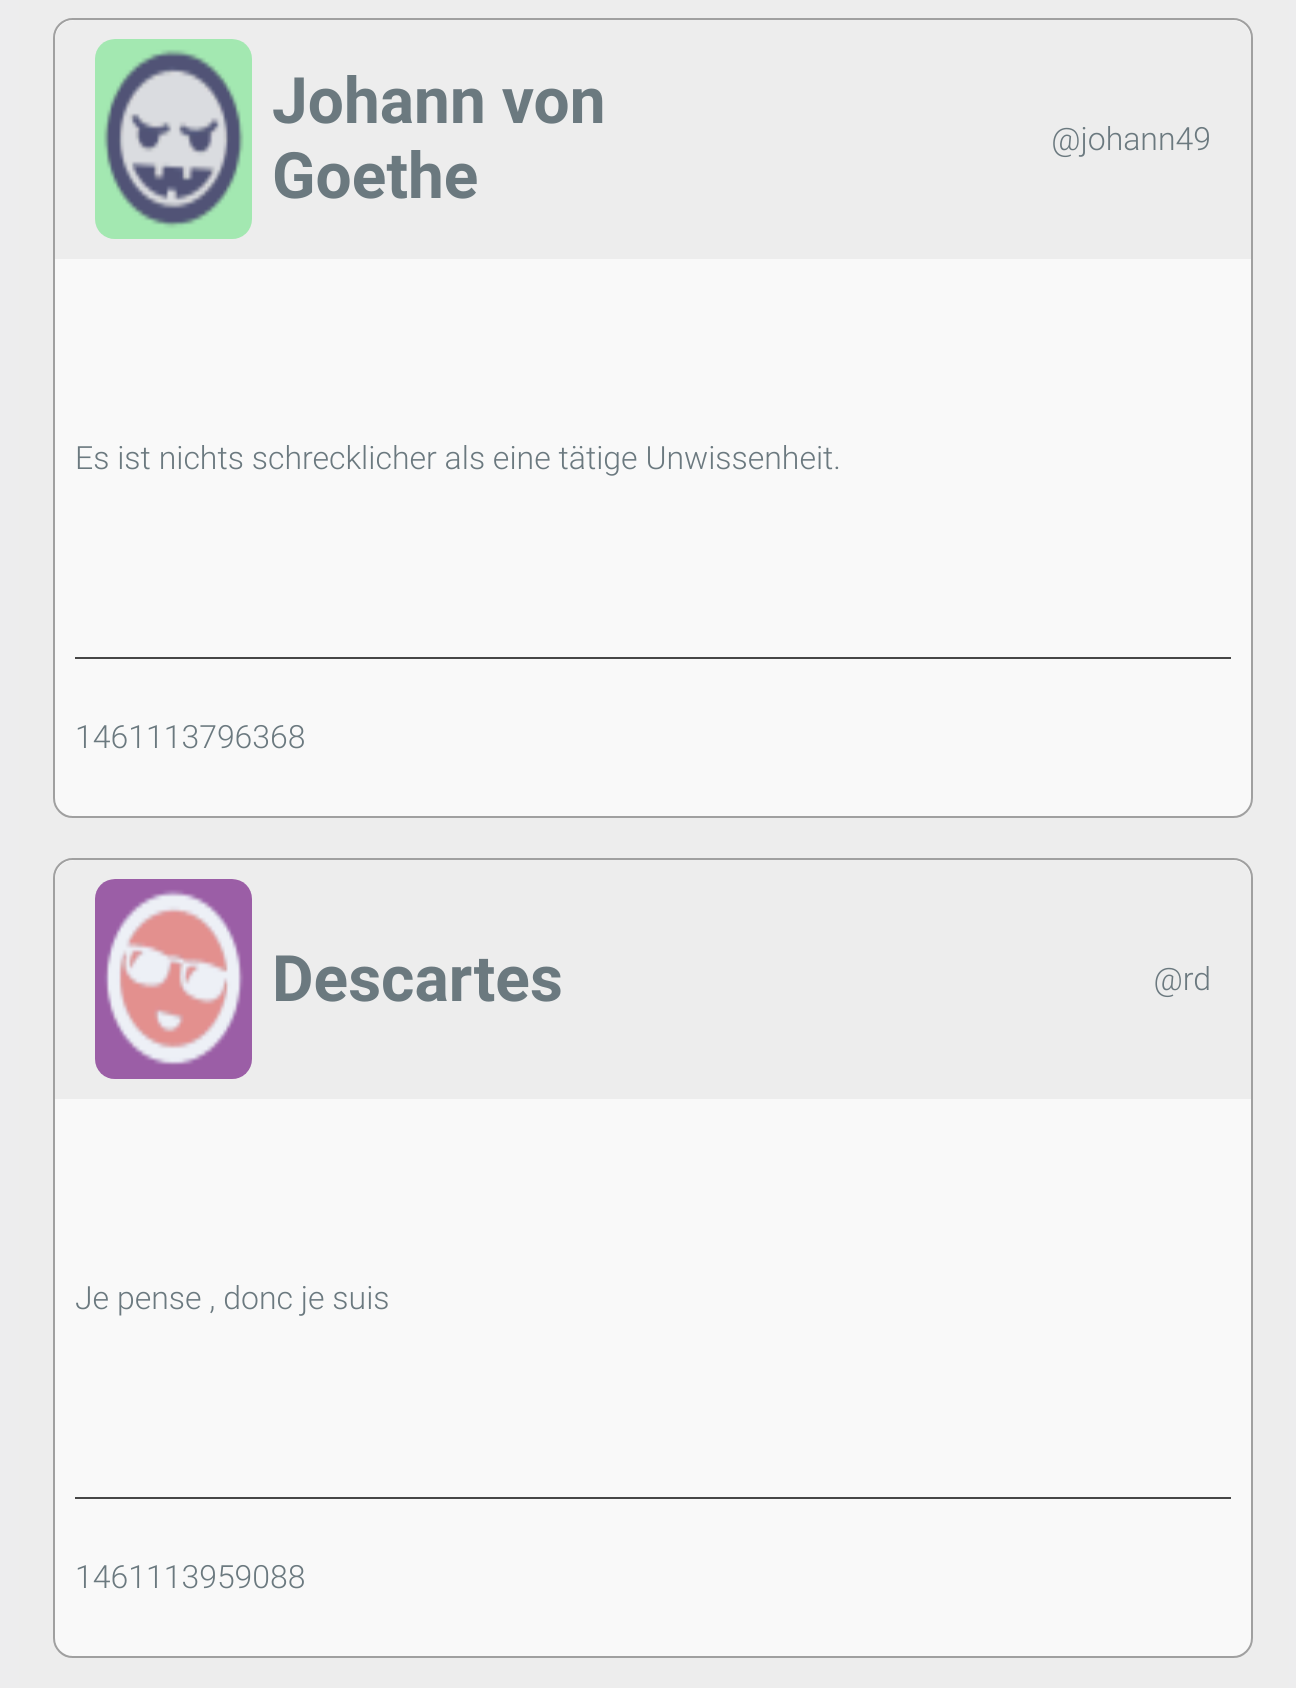 Johann von
Goethe
@johann49
Es ist nichts schrecklicher als eine tätige Unwissenheit.
1461113796368
Descartes
@rd
Je pense , donc je suis
1461113959088